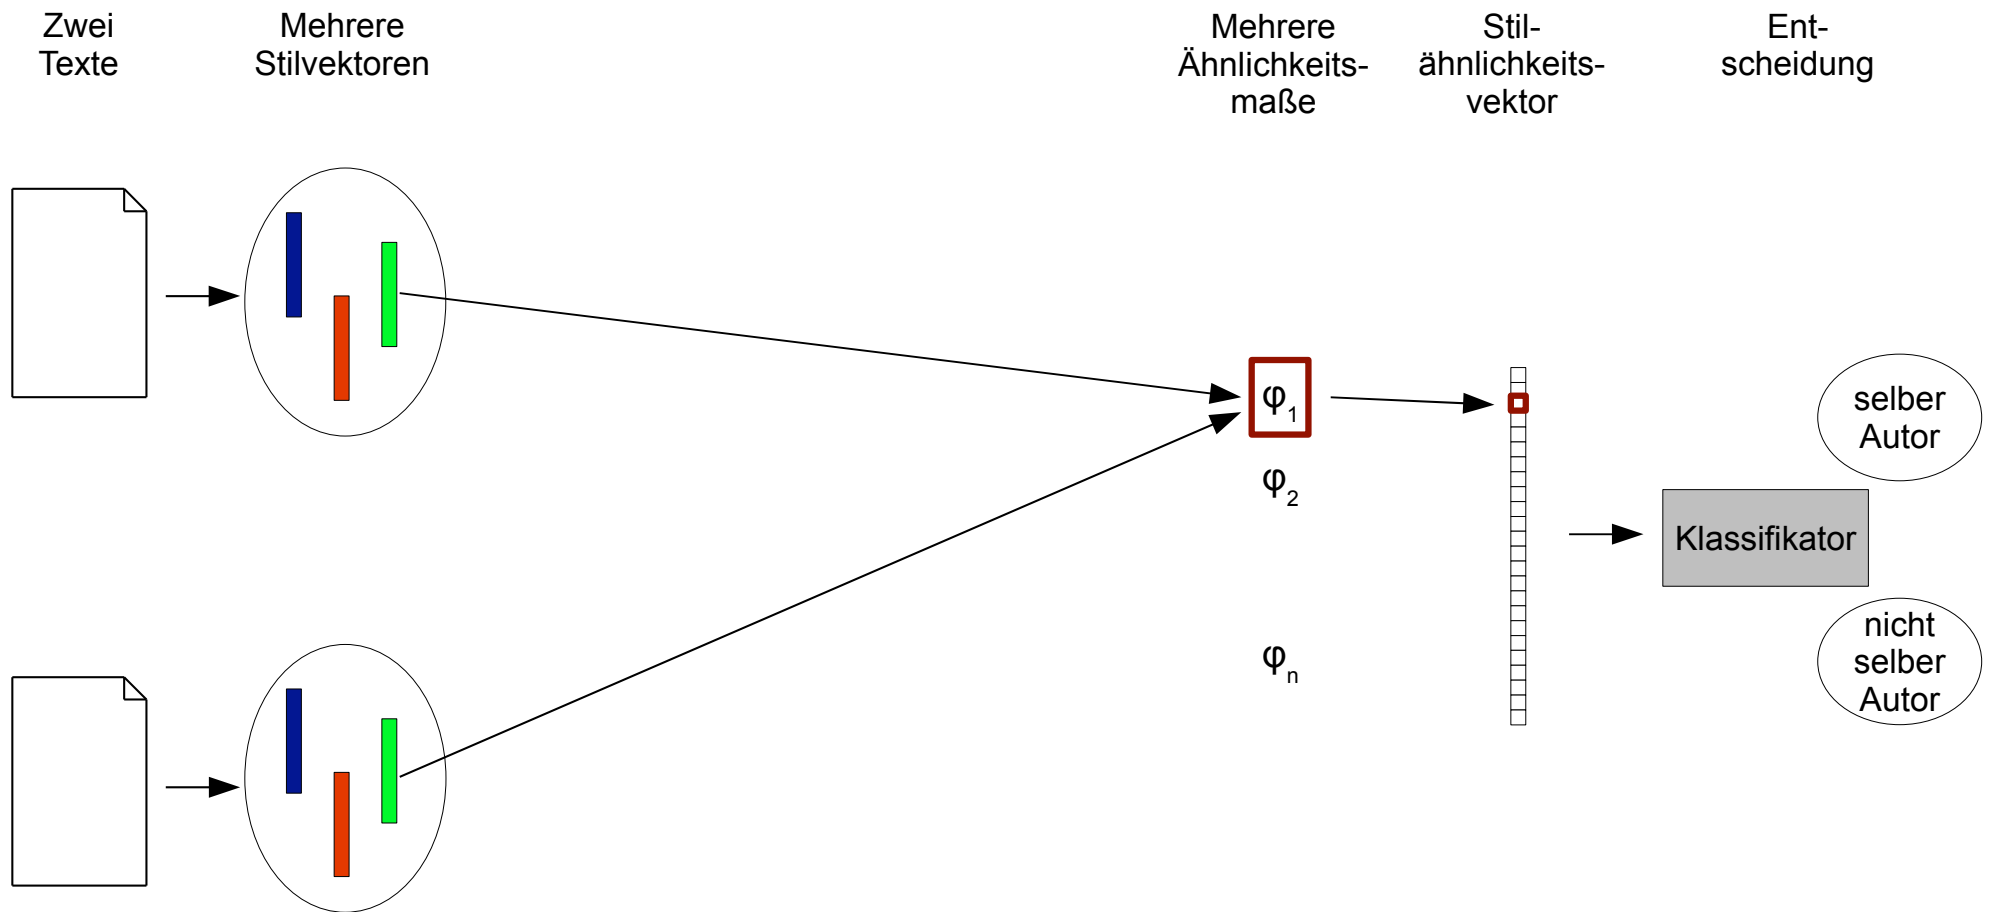 Zwei
Texte
Mehrere
Stilvektoren
Mehrere
Ähnlichkeits-
maße
Stil-
ähnlichkeits-
vektor
Ent-
scheidung
φ1
φ2
φn
selber
Autor
Klassifikator
nicht
selber
Autor